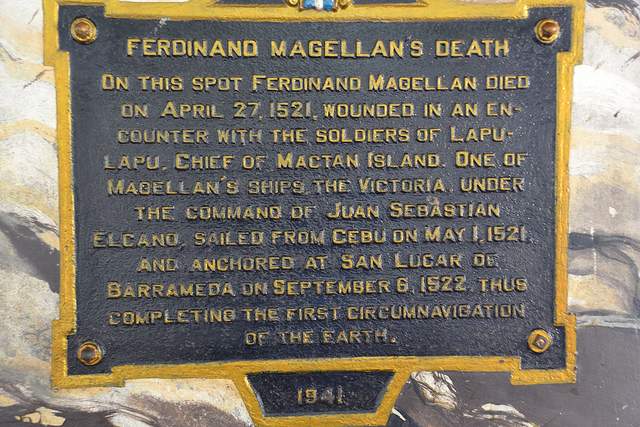 FERDINAND MAGELLAN'S DEATH
ON THIS SPOT FERDINAND MAGELLAN DIED
ON APRIL 27, 1521, WOUNDED IN AN EN-
COUNTER WITH THE SOLDIERS OF LAPU-
LAPU, CHIEF OF MACTAN ISLAND. ONE OF
MAGELLAN'S SHIPS, THE VICTORIA, UNDER
THE COMMAND OF JUAN SEBASTIAN
ELCANO, SAILED FROM CEBU ON MAY 1, 1521,
AND ANCHORED AT SAN LUCAR DE
BARRAMEDA ON SEPTEMBER 6, 1522, THUS
COMPLETING THE FIRST CIRCUMNAVIGATION
OF THE EARTH.
1941